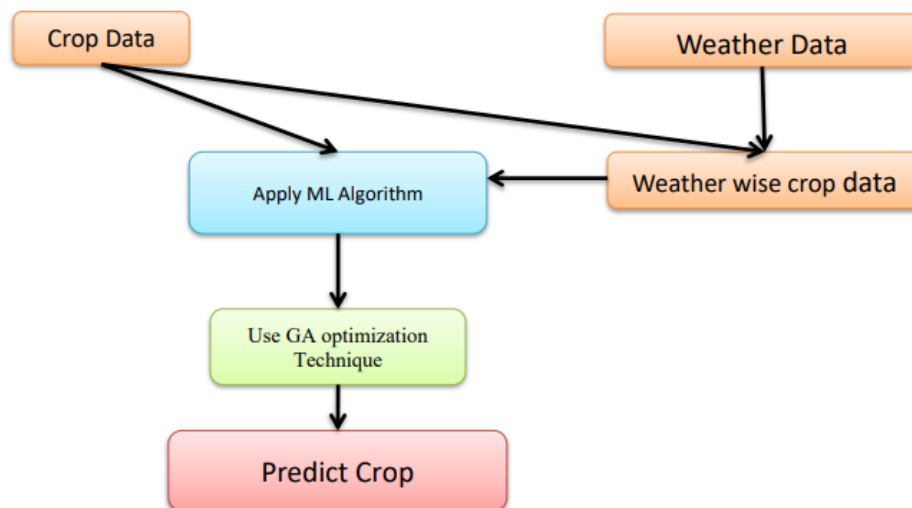 Crop Data
Weather Data
Apply ML Algorithm
Weather wise crop data
Use GA optimization
Technique
Predict Crop